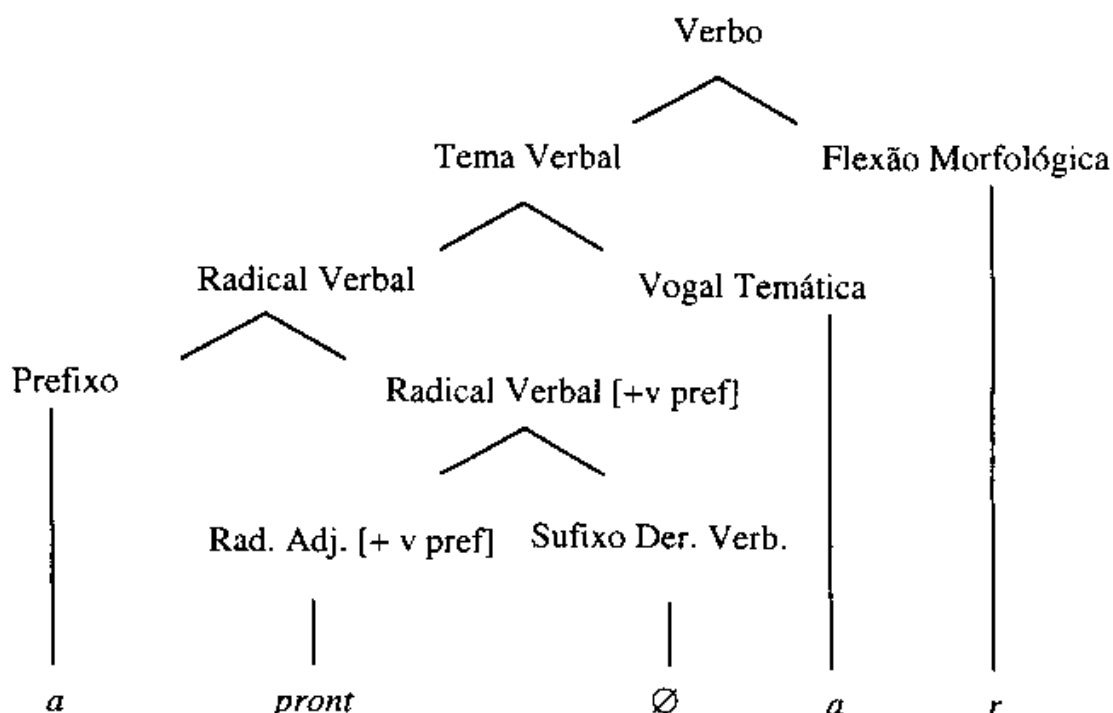 Verbo
Tema Verbal Flexão Morfológica
Radical Verbal Vogal Temática
Prefixo Radical Verbal [+v pref]
Rad. Adj. [+ v pref] Sufixo Der. Verb.
a pront ∅ a r